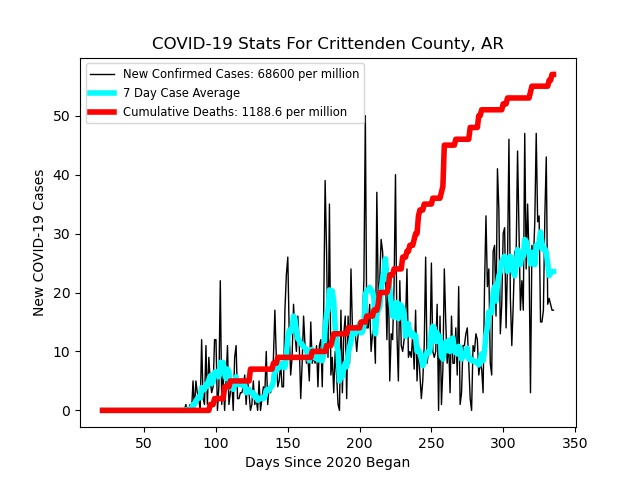 COVID-19 Stats For Crittenden County, AR
New Confirmed Cases: 68600 per million
7 Day Case Average
Cumulative Deaths: 1188.6 per million
New COVID-19 Cases
50
40
30
20
10
0
50
100
150
200
250
300
350
Days Since 2020 Began